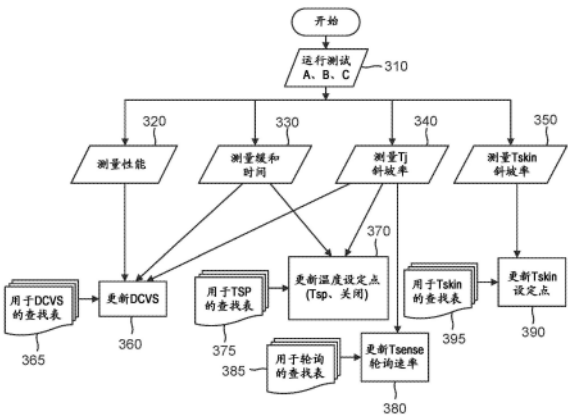 开始
运行测试
A、B、C
310
320
330
340
350
测量性能
测量缓和
时间
测量Tj
斜坡率
测量Tskin
斜坡率
370
用于DCVS
的查找表
365
更新DCVS
360
用于TSP
的查找表
375
更新温度设定点
(Tsp、关闭)
用于Tskin
的查找表
395
更新Tskin
设定点
390
用于轮询
的查找表
385
更新Tsense
轮询速率
380